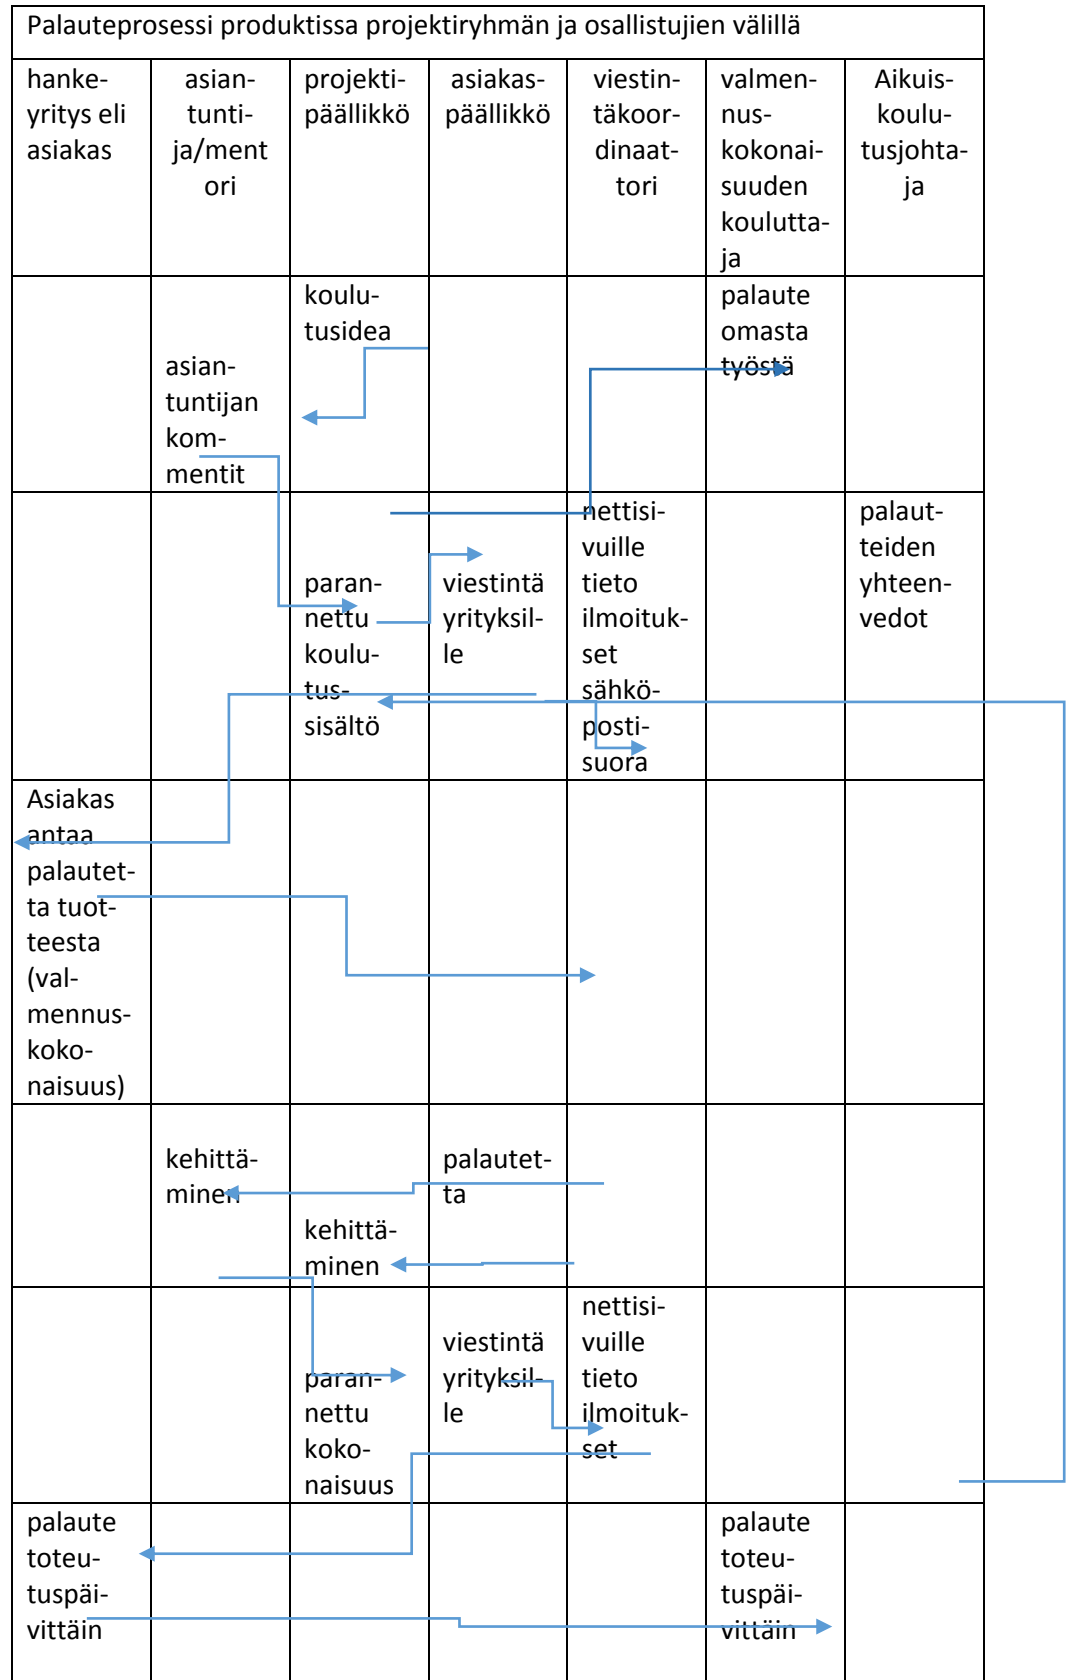 Palauteprosessi produktissa projektiryhmän ja osallistujien välillä
hanke-
yritys eli
asiakas
asian-
tunti-
ja/ment
ori
projekti-
päällikkö
asiakas-
päällikkö
viestin-
täkoor-
dinaat-
tori
valmen-
nus-
kokonai-
suuden
koulutta-
ja
Aikuis-
koulu-
tusjohta-
ja
asian-
tuntijan
kom-
mentit
koulu-
tusidea
palaute
omasta
työstä
paran-
nettu
koulu-
tus-
sisältö
viestintä
yrityksil-
le
nettisi-
vuille
tieto
ilmoituk-
set
sähkö-
posti-
suora
palaut-
teiden
yhteen-
vedot
Asiakas
antaa
palautet-
ta tuot-
teesta
(val-
mennus-
koko-
naisuus)
kehittä-
minen
kehittä-
minen
palautet-
ta
paran-
nettu
koko-
naisuus
viestintä
yrityksil-
le
nettisi-
vuille
tieto
ilmoituk-
set
palaute
toteu-
tuspäi-
vittäin
palaute
toteu-
tuspäi-
vittäin